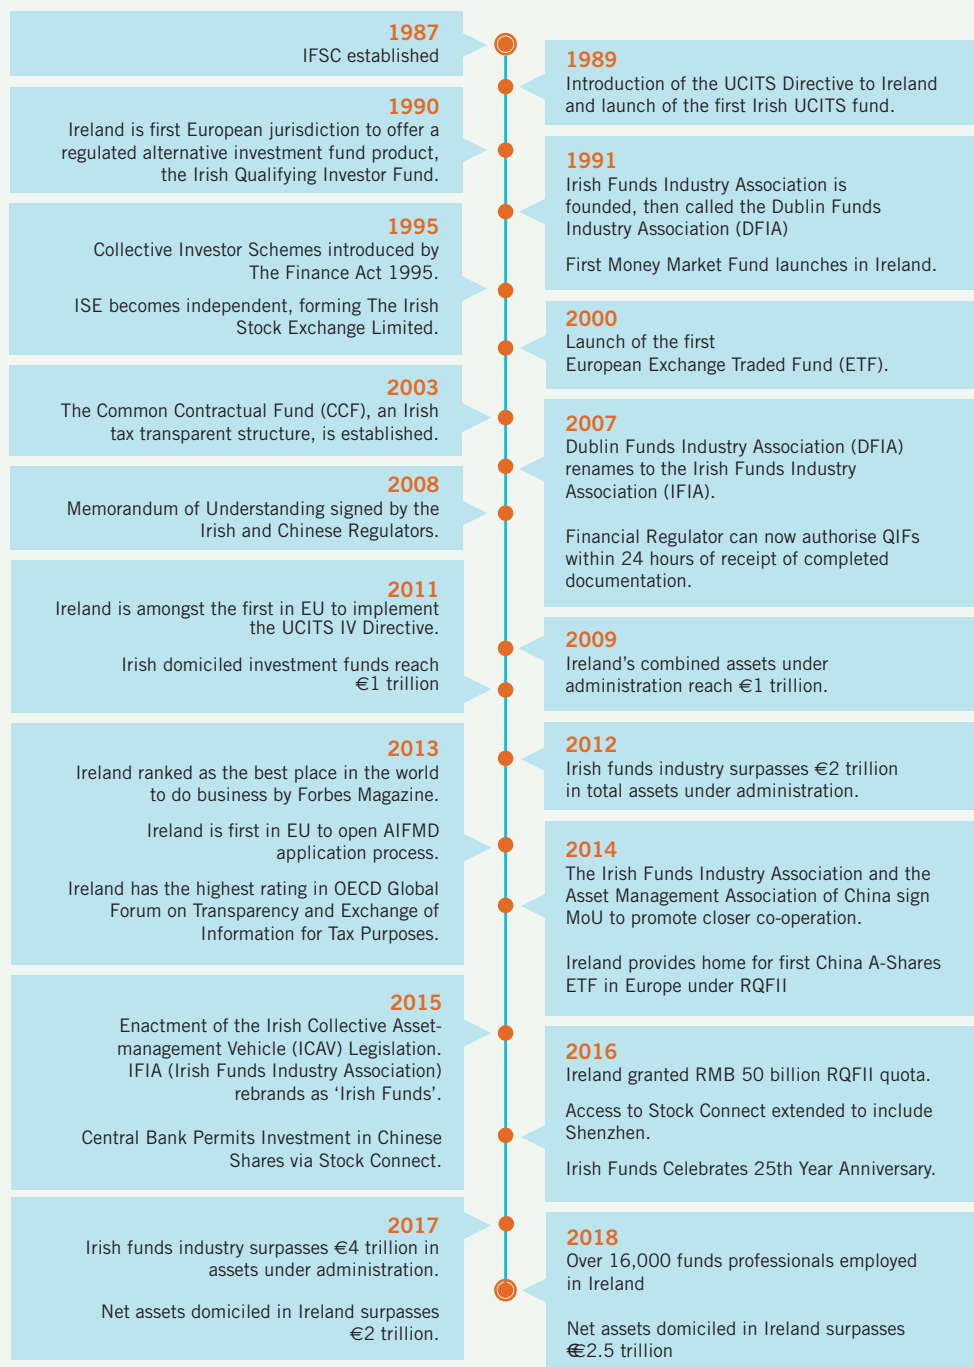 1987
IFSC established
1989
Introduction of the UCITS Directive to Ireland
and launch of the first Irish UCITS fund.
1990
Ireland is first European jurisdiction to offer a
regulated alternative investment fund product,
the Irish Qualifying Investor Fund.
1991
Irish Funds Industry Association is
founded, then called the Dublin Funds
Industry Association (DFIA)
First Money Market Fund launches in Ireland.
1995
Collective Investor Schemes introduced by
The Finance Act 1995.
ISE becomes independent, forming The Irish
Stock Exchange Limited.
2000
Launch of the first
European Exchange Traded Fund (ETF).
2003
The Common Contractual Fund (CCF), an Irish
tax transparent structure, is established.
2007
Dublin Funds Industry Association (DFIA)
renames to the Irish Funds Industry
Association (IFIA).
Financial Regulator can now authorise QIFs
within 24 hours of receipt of completed
documentation.
2008
Memorandum of Understanding signed by the
Irish and Chinese Regulators.
2009
Ireland's combined assets under
administration reach €1 trillion.
2011
Ireland is amongst the first in EU to implement
the UCITS IV Directive.
Irish domiciled investment funds reach
€1 trillion
2012
Irish funds industry surpasses €2 trillion
in total assets under administration.
2013
Ireland ranked as the best place in the world
to do business by Forbes Magazine.
Ireland is first in EU to open AIFMD
application process.
Ireland has the highest rating in OECD Global
Forum on Transparency and Exchange of
Information for Tax Purposes.
2014
The Irish Funds Industry Association and the
Asset Management Association of China sign
MoU to promote closer co-operation.
Ireland provides home for first China A-Shares
ETF in Europe under RQFII
2015
Enactment of the Irish Collective Asset-
management Vehicle (ICAV) Legislation.
IFIA (Irish Funds Industry Association)
rebrands as ‘Irish Funds’.
Central Bank Permits Investment in Chinese
Shares via Stock Connect.
2016
Ireland granted RMB 50 billion RQFII quota.
Access to Stock Connect extended to include
Shenzhen.
Irish Funds Celebrates 25th Year Anniversary.
2017
Irish funds industry surpasses €4 trillion in
assets under administration.
Net assets domiciled in Ireland surpasses
€2 trillion.
2018
Over 16,000 funds professionals employed
in Ireland
Net assets domiciled in Ireland surpasses
€2.5 trillion